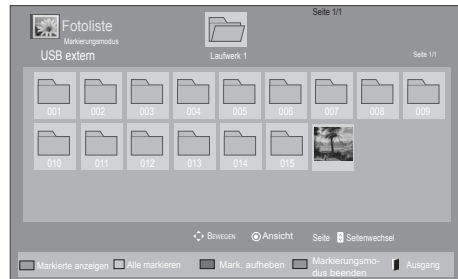 Seite 1/1
Fotoliste
Markierungsmodus
USB extern
Laufwerk 1
Seite 1/1
001 002 003 004 005 006 007 008 009
010 011 012 013 014 015
BEWEGEN Ansicht Seite Seitenwechsel
Markierte anzeigen Alle markieren Mark. aufheben Markierungsmo-
dus beenden Ausgang